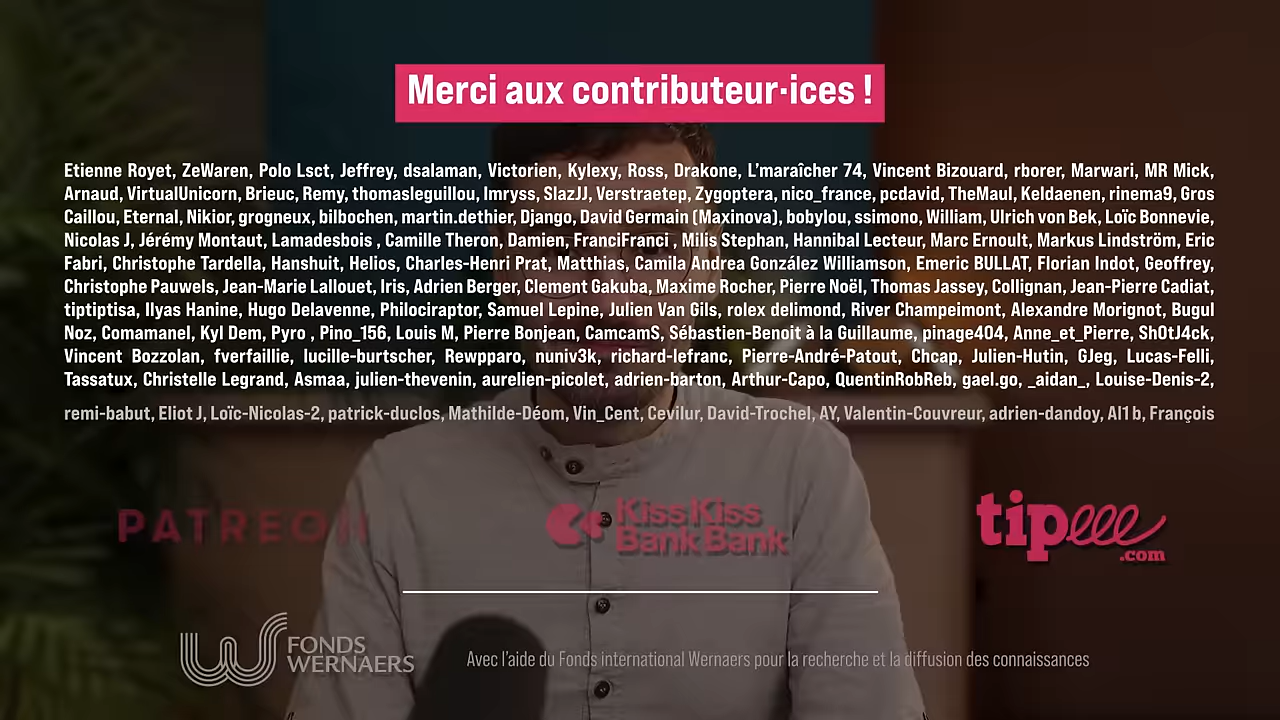 Merci aux contributeur·ices !
Etienne Royet, ZeWaren, Polo Lsct, Jeffrey, dsalaman, Victorien, Kylexy, Ross, Drakone, L’maraîcher 74, Vincent Bizouard, rborer, Marwari, MR Mick,
Arnaud, VirtualUnicorn, Brieuc, Remy, thomasleguillou, Imryss, SlazJJ, Verstraetep, Zygoptera, nico_france, pcdavid, TheMaul, Keldaenen, rinema9, Gros
Caillou, Eternal, Nikior, grogneux, bilbochen, martin.dethier, Django, David Germain (Maxinova), bobylou, ssimono, William, Ulrich von Bek, Loïc Bonnevie,
Nicolas J, Jérémy Montaut, Lamadesbois , Camille Theron, Damien, FranciFranci , Milis Stephan, Hannibal Lecteur, Marc Ernoult, Markus Lindström, Eric
Fabri, Christophe Tardella, Hanshuit, Helios, Charles-Henri Prat, Matthias, Camila Andrea González Williamson, Emeric BULLAT, Florian Indot, Geoffrey,
Christophe Pauwels, Jean-Marie Lallouet, Iris, Adrien Berger, Clement Gakuba, Maxime Rocher, Pierre Noël, Thomas Jassey, Collignan, Jean-Pierre Cadiat,
tiptiptisa, Ilyas Hanine, Hugo Delavenne, Philociraptor, Samuel Lepine, Julien Van Gils, rolex delimond, River Champeimont, Alexandre Morignot, Bugul
Noz, Comamanel, Kyl Dem, Pyro , Pino_156, Louis M, Pierre Bonjean, CamcamS, Sébastien-Benoit à la Guillaume, pinage404, Anne_et_Pierre, Sh0tJ4ck,
Vincent Bozzolan, fverfaillie, lucille-burtscher, Rewpparo, nuniv3k, richard-lefranc, Pierre-André-Patout, Chcap, Julien-Hutin, GJeg, Lucas-Felli,
Tassatux, Christelle Legrand, Asmaa, julien-thevenin, aurelien-picolet, adrien-barton, Arthur-Capo, QuentinRobReb, gael.go, _aidan_, Louise-Denis-2,
remi-babut, Eliot J, Loïc-Nicolas-2, patrick-duclos, Mathilde-Déom, Vin_Cent, Cevilur, David-Trochel, AY, Valentin-Couvreur, adrien-dandoy, Al1 b, François
PATREON
KissKiss
BankBank
tipeee
.com
FONDS
WERNAERS
Avec l’aide du Fonds international Wernaers pour la recherche et la diffusion des connaissances